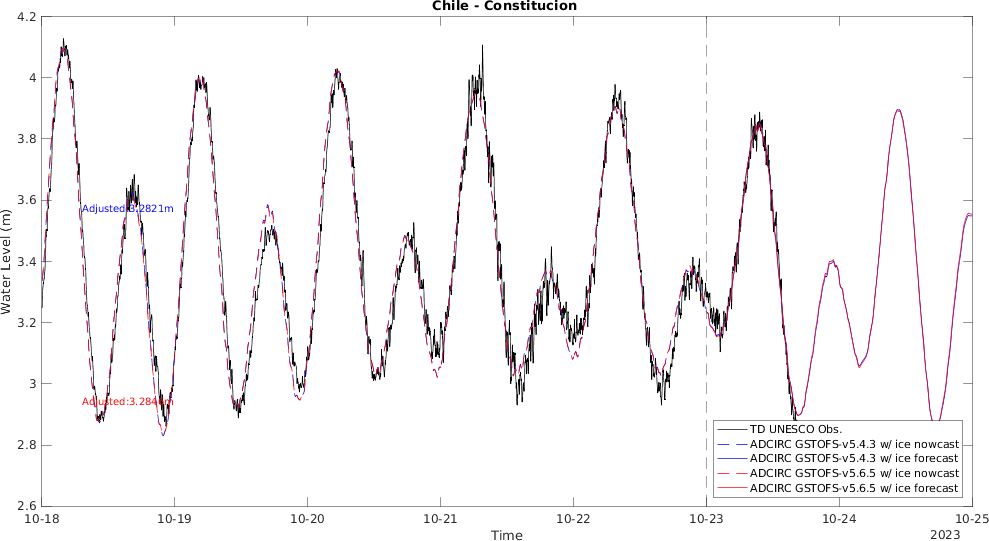 Chile - Constitucion
4.2
4
3.8
3.6
3.4
3.2
3
2.8
2.6
Water Level (m)
Adjusted:3.2821m
Adjusted:3.284
TD UNESCO Obs.
ADCIRC GSTOFS-v5.4.3 w/ ice nowcast
ADCIRC GSTOFS-v5.4.3 w/ ice forecast
ADCIRC GSTOFS-v5.6.5 w/ ice nowcast
ADCIRC GSTOFS-v5.6.5 w/ ice forecast
10-18 10-19 10-20 10-21 10-22 10-23 10-24 10-25
Time
2023